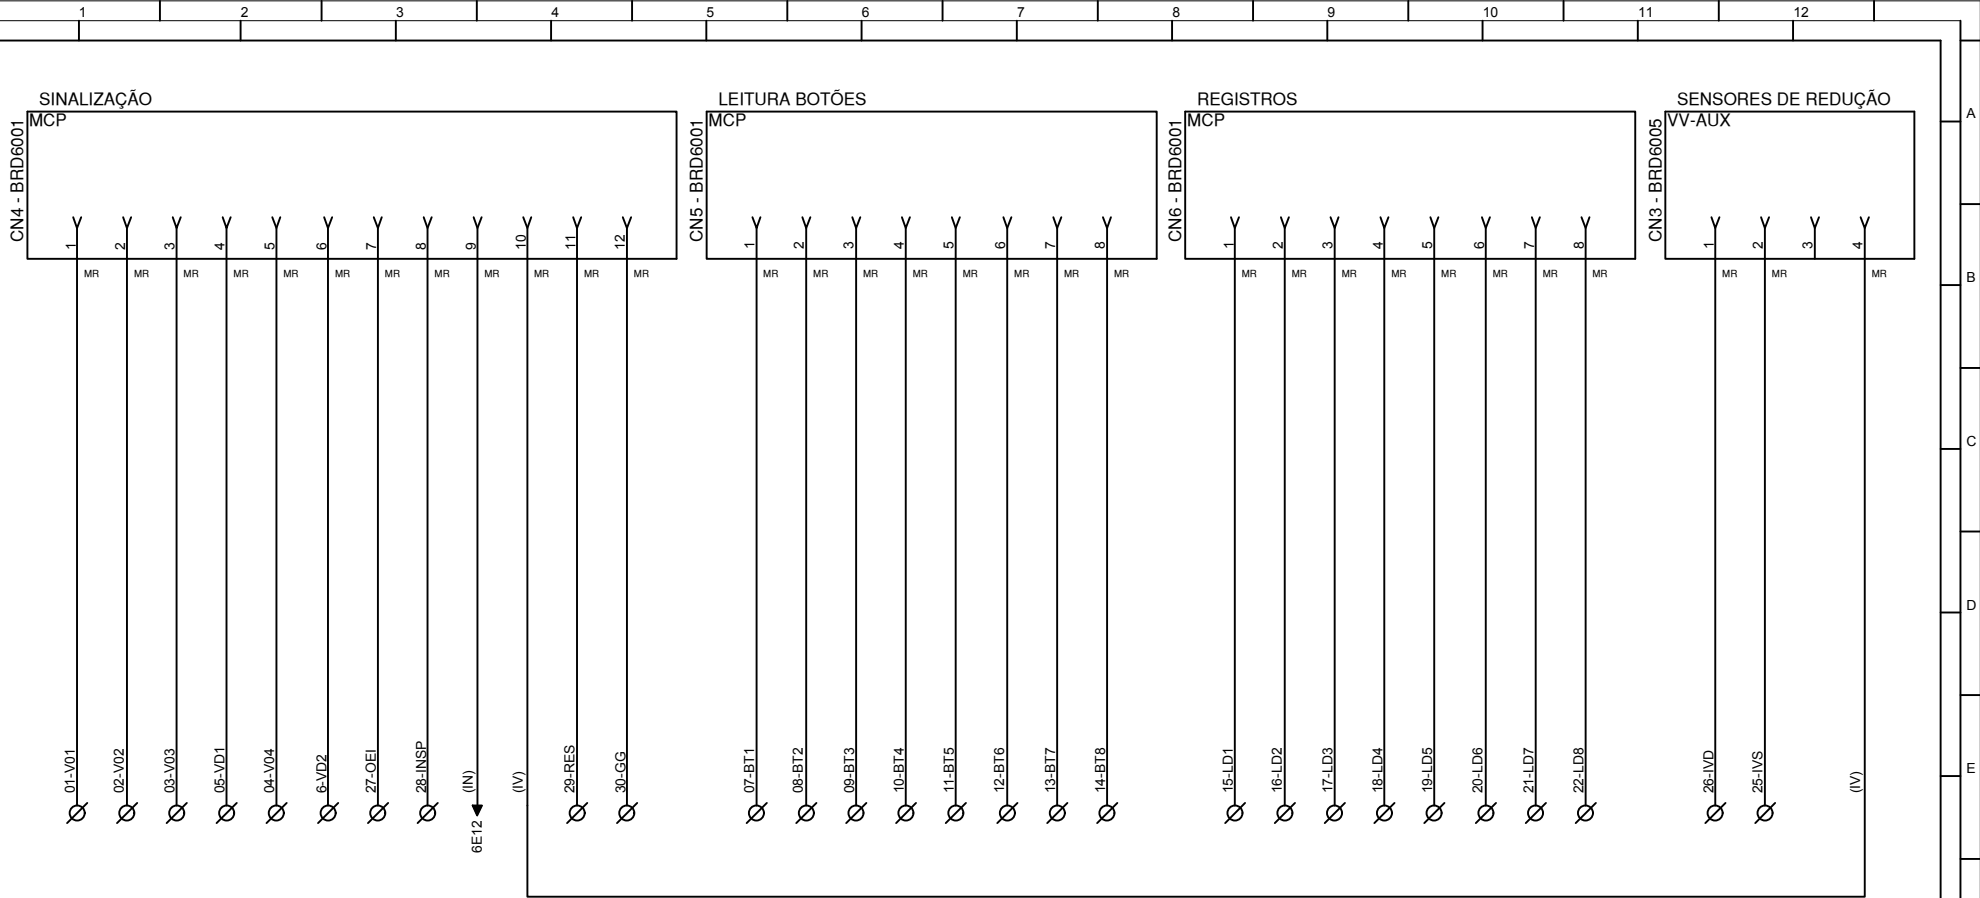 1 2 3 4 5 6 7 8 9 10 11 12
SINALIZAÇÃO
MCP
CN4 - BRD6001
1 2 3 4 5 6 7 8 9 10 11 12
MR MR MR MR MR MR MR MR MR MR MR MR
01-V01
02-V02
03-V03
05-VD1
04-V04
6-VD2
27-OEI
28-INSP
(IN)
6E12
(IV)
29-RES
30-GG
LEITURA BOTÕES
MCP
CN5 - BRD6001
1 2 3 4 5 6 7 8
MR MR MR MR MR MR MR MR
07-BT1
08-BT2
09-BT3
10-BT4
11-BT5
12-BT6
13-BT7
14-BT8
REGISTROS
MCP
CN6 - BRD6001
1 2 3 4 5 6 7 8
MR MR MR MR MR MR MR MR
15-LD1
16-LD2
17-LD3
18-LD4
19-LD5
20-LD6
21-LD7
22-LD8
SENSORES DE REDUÇÃO
VV-AUX
CN3 - BRD6005
1 2 3 4
MR MR MR
26-IVD
25-IVS
(IV)
A
B
C
D
E